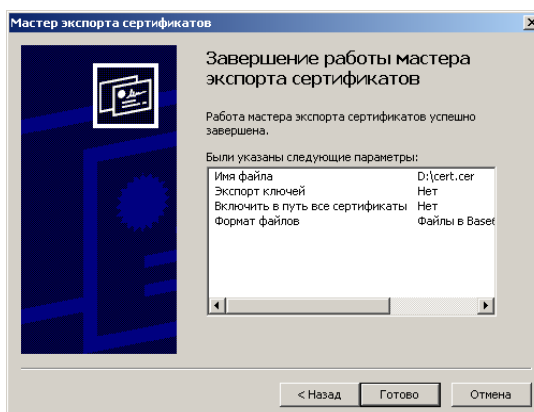 Мастер экспорта сертификатов
Завершение работы мастера
экспорта сертификатов
Работа мастера экспорта сертификатов успешно
завершена.
Были указаны следующие параметры:
Имя файла D:\cert.cer
Экспорт ключей Нет
Включить в путь все сертификаты Нет
Формат файлов Файлы в
< Назад Готово Отмена